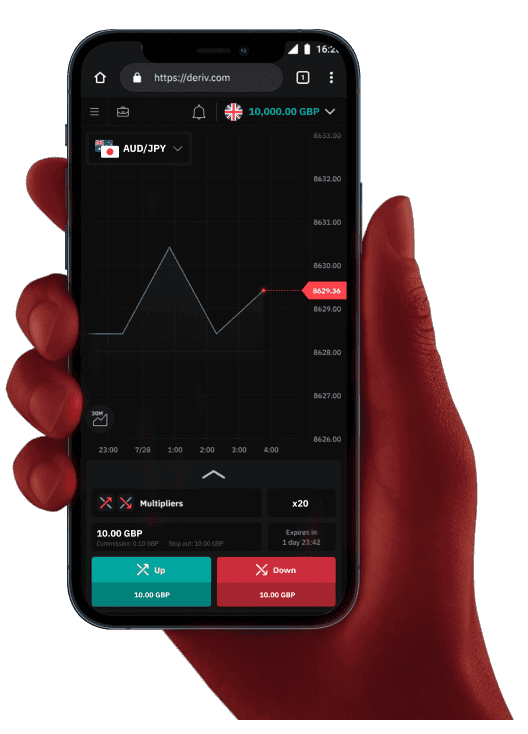 16:20
https://deriv.com
1
10,000.00 GBP
AUD/JPY
8633.00
8632.00
8631.00
8630.00
8629.36
8629.00
8628.00
8627.00
8626.00
30M
23:00 7/28 1:00 2:00 3:00 4:00
Multipliers
x20
10.00 GBP
Commission: 0.10 GBP Stop out: 10.00 GBP
Expires in
1 day 23:42
Up
Down
10.00 GBP
10.00 GBP